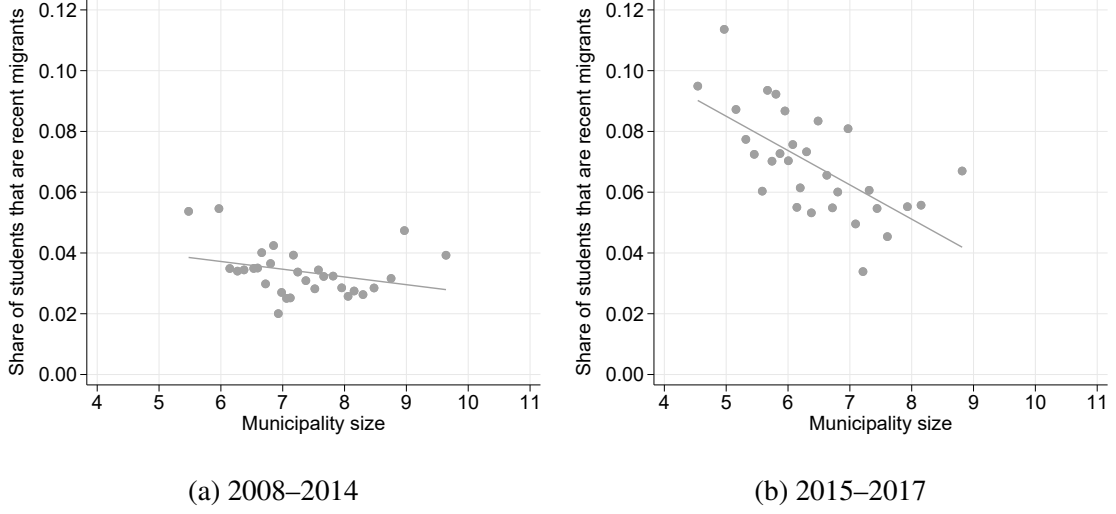 Share of students that are recent migrants
0.12
0.10
0.08
0.06
0.04
0.02
0.00
4 5 6 7 8 9 10 11
Municipality size
(a) 2008–2014
Share of students that are recent migrants
0.12
0.10
0.08
0.06
0.04
0.02
0.00
4 5 6 7 8 9 10 11
Municipality size
(b) 2015–2017